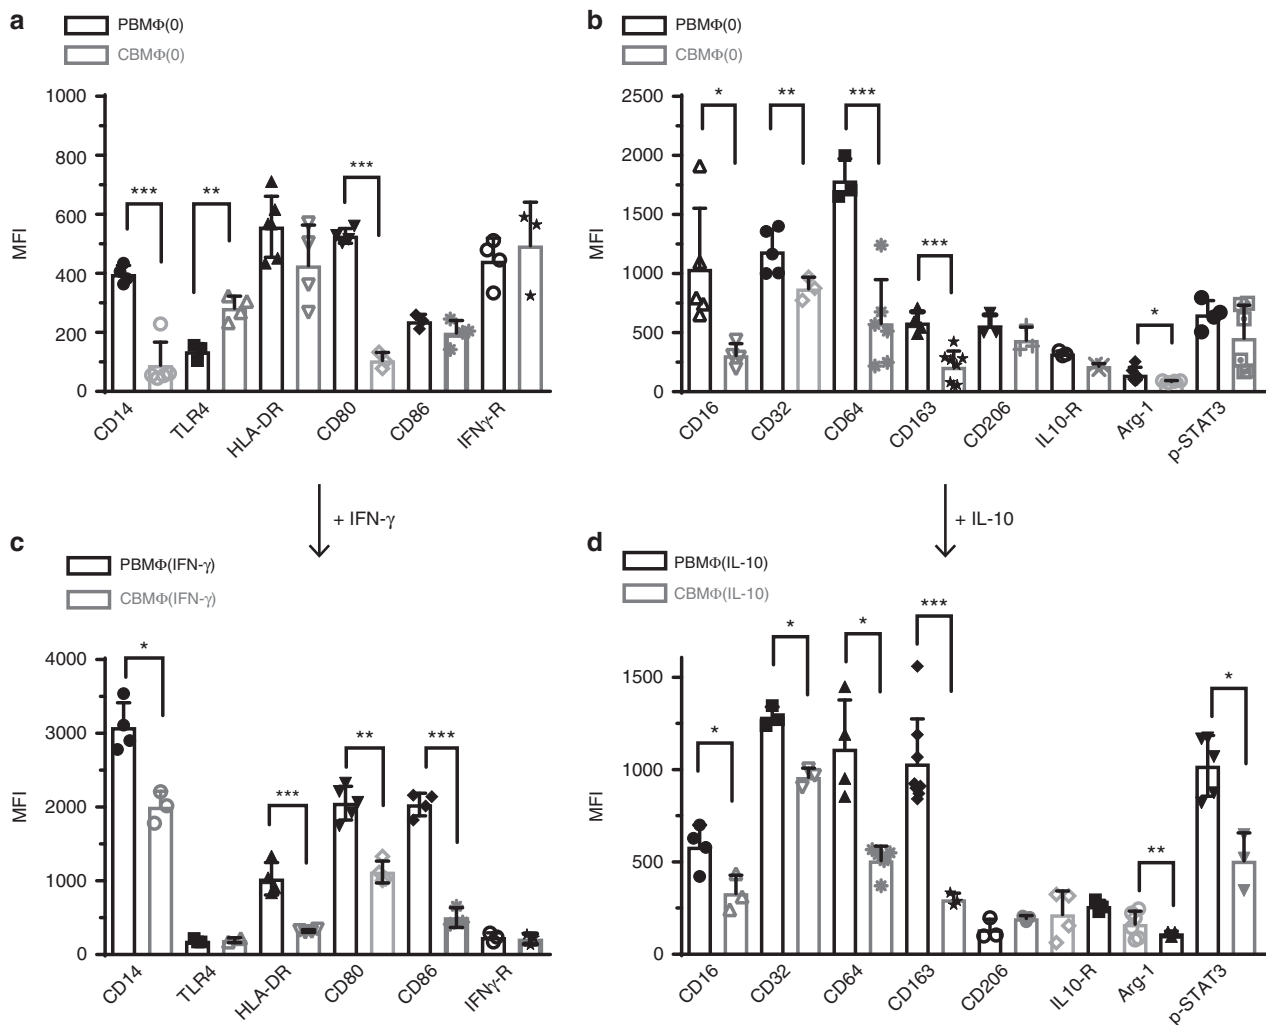 a
PBMΦ(0)
CBMΦ(0)
MFI
1000
800
600
400
200
0
***
**
***
CD14
TLR4
HLA-DR
CD80
CD86
IFNγ-R
b
PBMΦ(0)
CBMΦ(0)
MFI
2500
2000
1500
1000
500
0
*
**
***
***
*
CD16
CD32
CD64
CD163
CD206
IL10-R
Arg-1
p-STAT3
+ IFN-γ
+ IL-10
c
PBMΦ(IFN-γ)
CBMΦ(IFN-γ)
MFI
4000
3000
2000
1000
0
*
***
**
***
CD14
TLR4
HLA-DR
CD80
CD86
IFNγ-R
d
PBMΦ(IL-10)
CBMΦ(IL-10)
MFI
1500
1000
500
0
*
*
*
***
**
*
CD16
CD32
CD64
CD163
CD206
IL10-R
Arg-1
p-STAT3